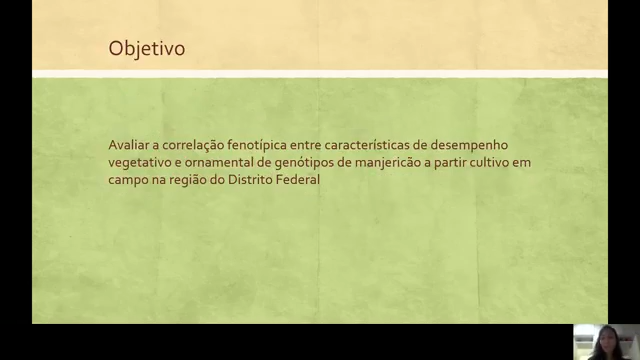 Objetivo
Avaliar a correlação fenotípica entre características de desempenho
vegetativo e ornamental de genótipos de manjericão a partir cultivo em
campo na região do Distrito Federal